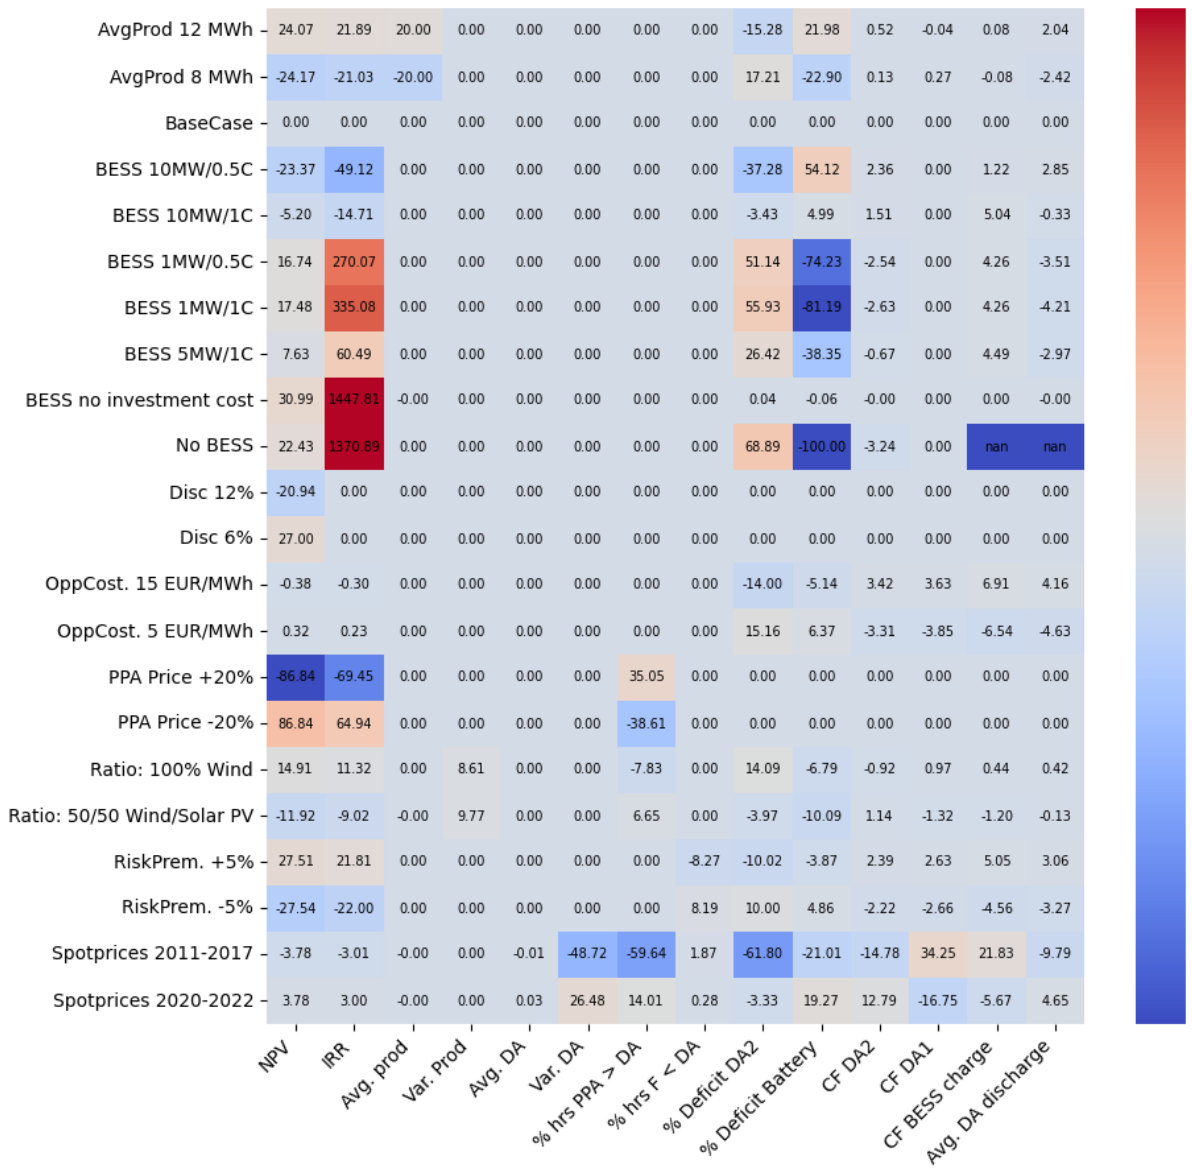 AvgProd 12 MWh 24.07 21.89 20.00 0.00 0.00 0.00 0.00 0.00 -15.28 21.98 0.52 -0.04 0.08 2.04
AvgProd 8 MWh -24.17 -21.03 -20.00 0.00 0.00 0.00 0.00 0.00 17.21 -22.90 0.13 0.27 -0.08 -2.42
BaseCase 0.00 0.00 0.00 0.00 0.00 0.00 0.00 0.00 0.00 0.00 0.00 0.00 0.00 0.00
BESS 10MW/0.5C -23.37 -49.12 0.00 0.00 0.00 0.00 0.00 0.00 -37.28 54.12 2.36 0.00 1.22 2.85
BESS 10MW/1C -5.20 -14.71 0.00 0.00 0.00 0.00 0.00 0.00 -3.43 4.99 1.51 0.00 5.04 -0.33
BESS 1MW/0.5C 16.74 270.07 0.00 0.00 0.00 0.00 0.00 0.00 51.14 -74.23 -2.54 0.00 4.26 -3.51
BESS 1MW/1C 17.48 335.08 0.00 0.00 0.00 0.00 0.00 0.00 55.93 -81.19 -2.63 0.00 4.26 -4.21
BESS 5MW/1C 7.63 60.49 0.00 0.00 0.00 0.00 0.00 0.00 26.42 -38.35 -0.67 0.00 4.49 -2.97
BESS no investment cost 30.99 1447.81 -0.00 0.00 0.00 0.00 0.00 0.00 0.04 -0.06 -0.00 0.00 0.00 -0.00
No BESS 22.43 1370.89 0.00 0.00 0.00 0.00 0.00 0.00 68.89 -100.00 -3.24 0.00 nan nan
Disc 12% -20.94 0.00 0.00 0.00 0.00 0.00 0.00 0.00 0.00 0.00 0.00 0.00 0.00 0.00
Disc 6% 27.00 0.00 0.00 0.00 0.00 0.00 0.00 0.00 0.00 0.00 0.00 0.00 0.00 0.00
OppCost. 15 EUR/MWh -0.38 -0.30 0.00 0.00 0.00 0.00 0.00 0.00 -14.00 -5.14 3.42 3.63 6.91 4.16
OppCost. 5 EUR/MWh 0.32 0.23 0.00 0.00 0.00 0.00 0.00 0.00 15.16 6.37 -3.31 -3.85 -6.54 -4.63
PPA Price +20% -86.84 -69.45 0.00 0.00 0.00 0.00 35.05 0.00 0.00 0.00 0.00 0.00 0.00 0.00
PPA Price -20% 86.84 64.94 0.00 0.00 0.00 0.00 -38.61 0.00 0.00 0.00 0.00 0.00 0.00 0.00
Ratio: 100% Wind 14.91 11.32 0.00 8.61 0.00 0.00 -7.83 0.00 14.09 -6.79 -0.92 0.97 0.44 0.42
Ratio: 50/50 Wind/Solar PV -11.92 -9.02 -0.00 9.77 0.00 0.00 6.65 0.00 -3.97 -10.09 1.14 -1.32 -1.20 -0.13
RiskPrem. +5% 27.51 21.81 0.00 0.00 0.00 0.00 0.00 -8.27 -10.02 -3.87 2.39 2.63 5.05 3.06
RiskPrem. -5% -27.54 -22.00 0.00 0.00 0.00 0.00 0.00 8.19 10.00 4.86 -2.22 -2.66 -4.56 -3.27
Spotprices 2011-2017 -3.78 -3.01 -0.00 0.00 -0.01 -48.72 -59.64 1.87 -61.80 -21.01 -14.78 34.25 21.83 -9.79
Spotprices 2020-2022 3.78 3.00 -0.00 0.00 0.03 26.48 14.01 0.28 -3.33 19.27 12.79 -16.75 -5.67 4.65
NPV
IRR
Avg. prod
Var. Prod
Avg. DA
Var. DA
% hrs PPA > DA
% hrs F < DA
% Deficit DA2
% Deficit Battery
CF DA2
CF DA1
CF BESS charge
Avg. DA discharge